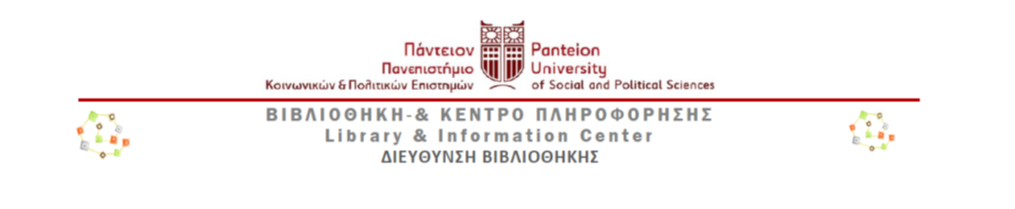 Πάντειον
Πανεπιστήμιο
Κοινωνικών & Πολιτικών Επιστημών
Panteion
University
of Social and Political Sciences
ΒΙΒΛΙΟΘΗΚΗ-& ΚΕΝΤΡΟ ΠΛΗΡΟΦΟΡΗΣΗΣ
Library & Information Center
ΔΙΕΥΘΥΝΣΗ ΒΙΒΛΙΟΘΗΚΗΣ